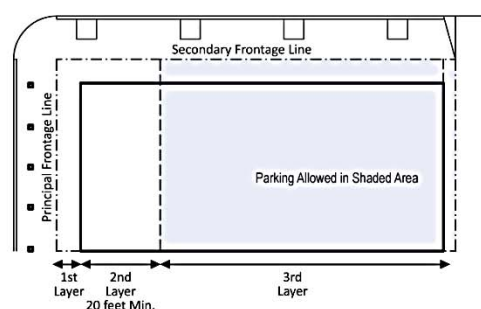 Secondary Frontage Line
Principal Frontage Line
Parking Allowed in Shaded Area
1st
Layer
2nd
Layer
20 feet Min.
3rd
Layer